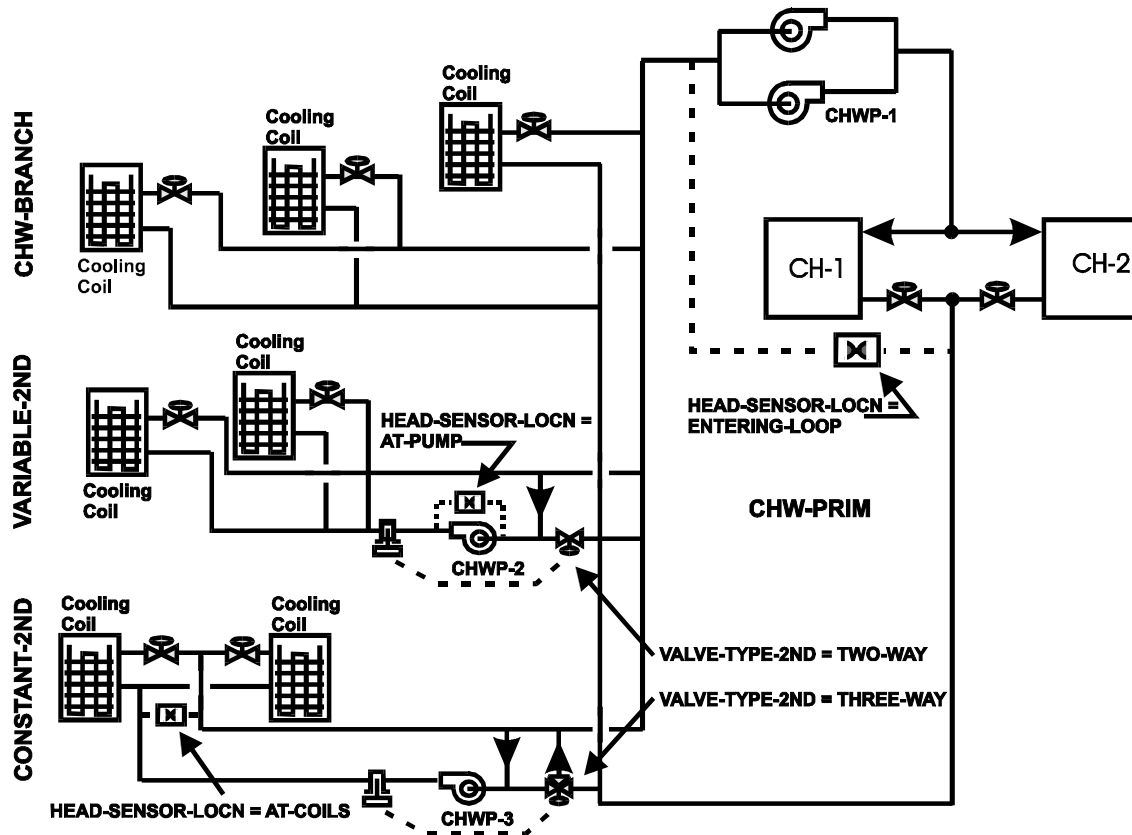 CHW-BRANCH
Cooling
Coil
Cooling
Coil
Cooling
Coil
CHWP-1
CH-1
CH-2
VARIABLE-2ND
Cooling
Coil
Cooling
Coil
HEAD-SENSOR-LOCN =
AT-PUMP
CHWP-2
HEAD-SENSOR-LOCN =
ENTERING-LOOP
CHW-PRIM
CONSTANT-2ND
Cooling
Coil
Cooling
Coil
VALVE-TYPE-2ND = TWO-WAY
VALVE-TYPE-2ND = THREE-WAY
HEAD-SENSOR-LOCN = AT-COILS
CHWP-3